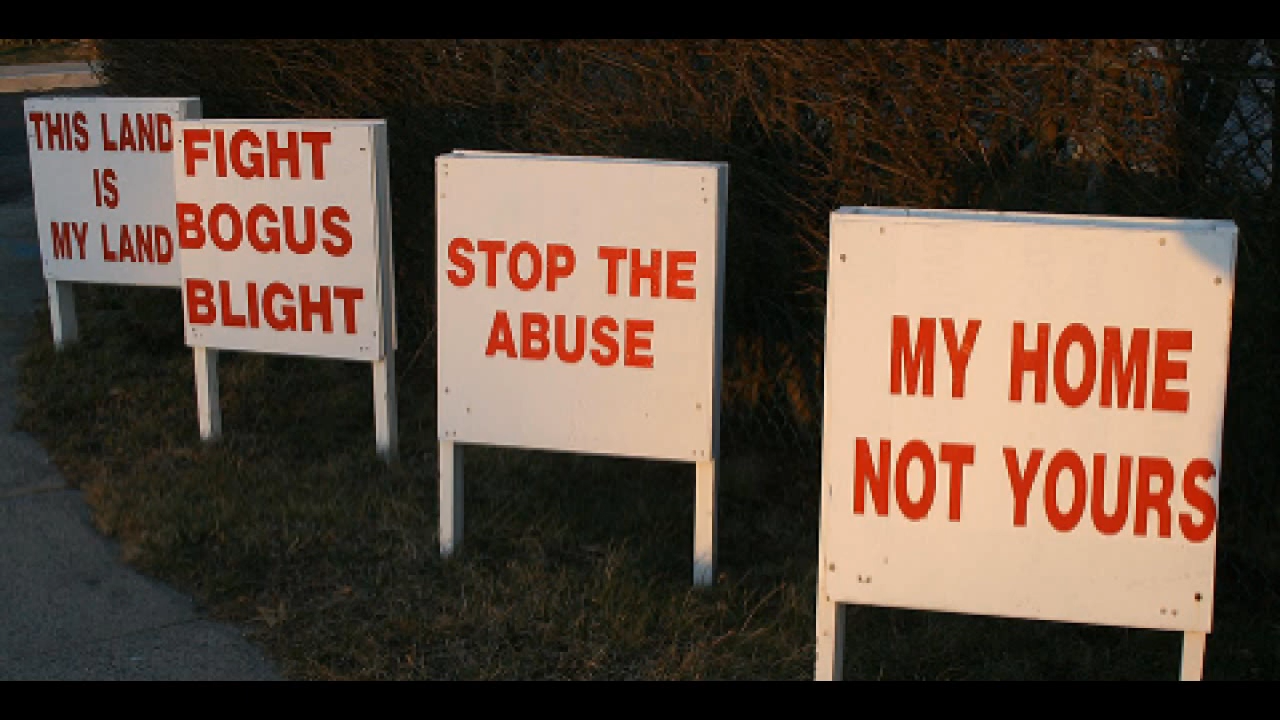 THIS LAND
IS
MY LAND
FIGHT
BOGUS
BLIGHT
STOP THE
ABUSE
MY HOME
NOT YOURS